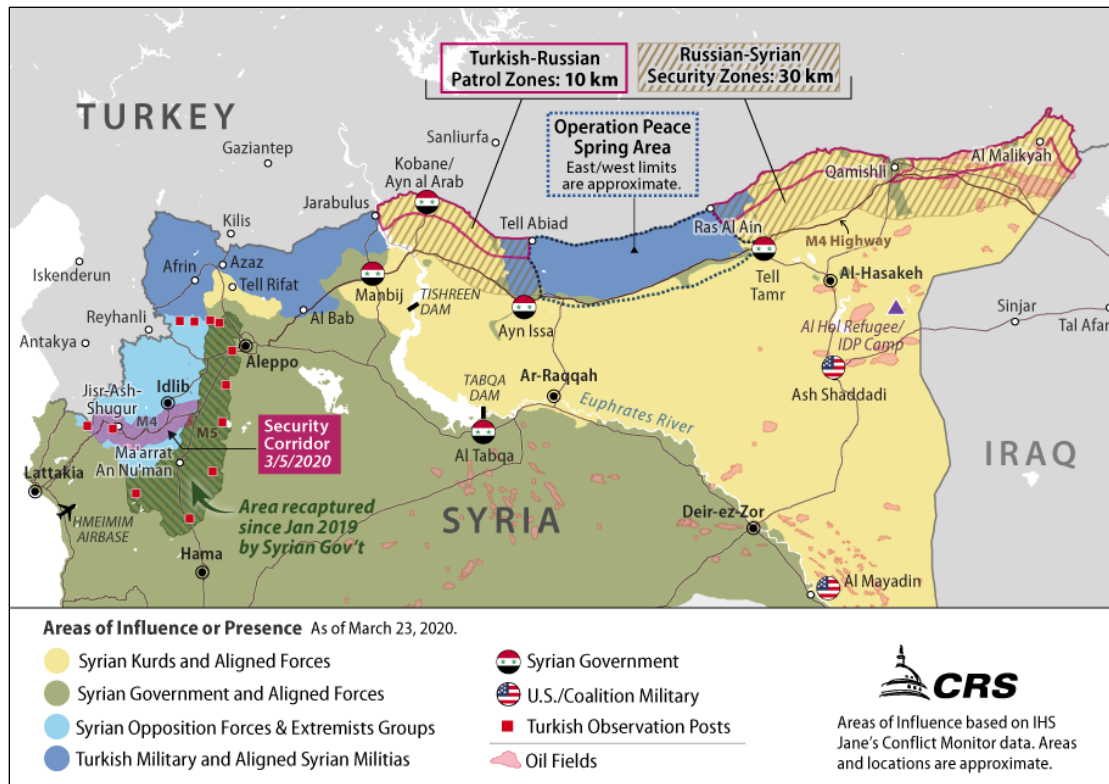 Turkish-Russian
Patrol Zones: 10 km
Russian-Syrian
Security Zones: 30 km
TURKEY
Operation Peace
Spring Area
East/west limits
are approximate.
Sanliurfa
Gaziantep
Kobane/
Ayn al Arab
Al Malikyah
Qamishli
Jarabulus
Kilis
Tell Abiad
Ras Al Ain
M4 Highway
Iskenderun
Afrin
Azaz
Tell Rifat
Manbij
TISHREEN
DAM
Tell
Tamr
Al-Hasakeh
Reyhanli
Al Bab
Ayn Issa
Al Hol Refugee/
IDP Camp
Sinjar
Tal Afar
Antakya
Aleppo
Idlib
Jisr-Ash-
Shugur
M4
M5
TABQA
DAM
Ar-Raqqah
Ash Shaddadi
Euphrates River
Security
Corridor
3/5/2020
Ma'arrat
An Nu'man
Al Tabqa
IRAQ
Lattakia
HMEIMIM
AIRBASE
Area recaptured
since Jan 2019
by Syrian Gov't
SYRIA
Deir-ez-Zor
Hama
Al Mayadin
Areas of Influence or Presence As of March 23, 2020.
Syrian Kurds and Aligned Forces
Syrian Government and Aligned Forces
Syrian Opposition Forces & Extremists Groups
Turkish Military and Aligned Syrian Militias
Syrian Government
U.S./Coalition Military
Turkish Observation Posts
Oil Fields
CRS
Areas of Influence based on IHS
Jane's Conflict Monitor data. Areas
and locations are approximate.